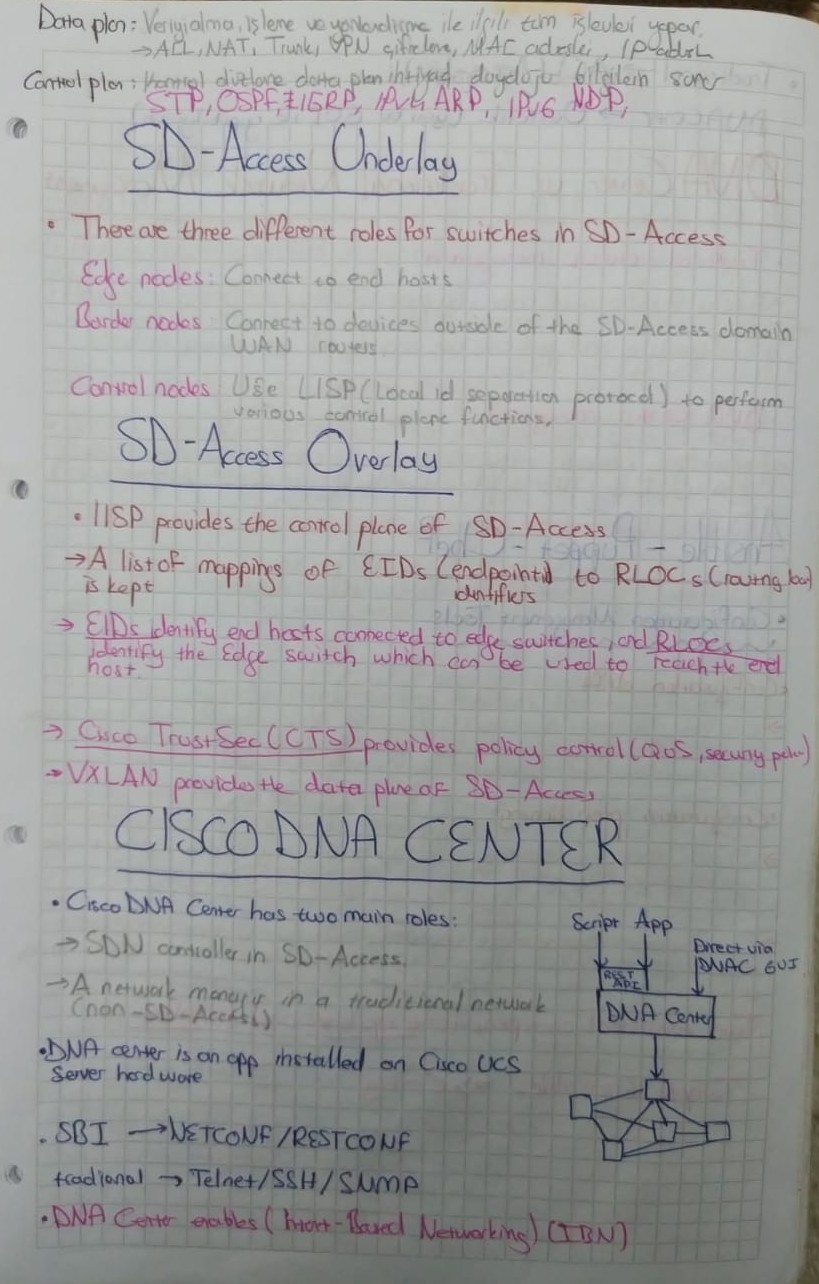 Data plan: Veriyi alma, işleme ve yönlendirme ile ilgili tüm işlevleri yapar.
→ ACL, NAT, Trunk, VPN şifreleme, MAC adresleri, IP
Control plan: Kontrol düzlemi data plan ihtiyaç duyduğu bilgilerin sunar
STP, OSPF, EIGRP, IPv4 ARP, IPv6 NDP,
SD-Access Underlay
• There are three different roles for switches in SD-Access
Edge nodes: Connect to end hosts
Border nodes Connect to devices outside of the SD-Access domain
WAN routers
Control nodes Use LISP (Local id separation protocol) to perform
various control plane functions.
SD-Access Overlay
• LISP provides the control plane of SD-Access
→ A list of mappings of EIDs (endpoint to RLOCs (routing loc)
is kept identifiers
→ EIDs identify end hosts connected to edge switches, and RLOCs
identify the Edge switch which can be used to reach the end
host.
→ Cisco TrustSec (CTS) provides policy control (QoS, security
→ VXLAN provides the data plane of SD-Access
CISCO DNA CENTER
• Cisco DNA Center has two main roles:
→ SDN controller in SD-Access.
→ A network manager in a traditional network
(non-SD-Access)
• DNA center is an app installed on Cisco UCS
Server hardware
Script App
Direct via
DNAC GUI
REST
API
DNA Center
. SBI → NETCONF/RESTCONF
tradional → Telnet/SSH/SNMP
• DNA Center enables (Intent-Based Networking) (IBN)